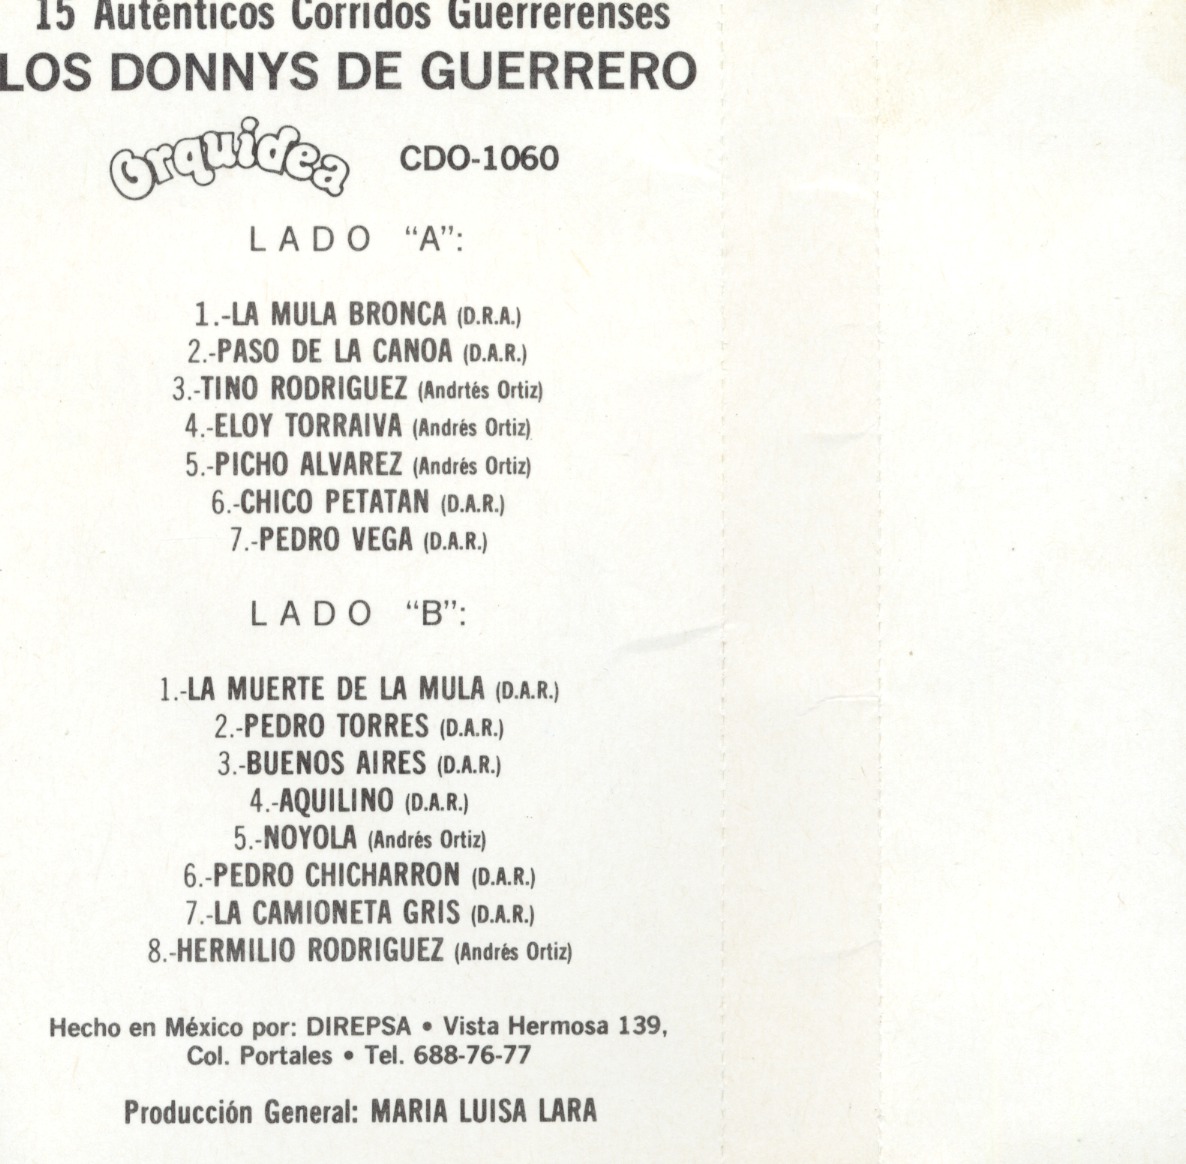 15 Auténticos Corridos Guerrerenses
LOS DONNYS DE GUERRERO
Orquidea CDO-1060
LADO "A":
1.-LA MULA BRONCA (D.R.A.)
2.-PASO DE LA CANOA (D.A.R.)
3.-TINO RODRIGUEZ (Andrtés Ortiz)
4.-ELOY TORRAIVA (Andrés Ortiz)
5.-PICHO ALVAREZ (Andrés Ortiz)
6.-CHICO PETATAN (D.A.R.)
7.-PEDRO VEGA (D.A.R.)
LADO "B":
1.-LA MUERTE DE LA MULA (D.A.R.)
2.-PEDRO TORRES (D.A.R.)
3.-BUENOS AIRES (D.A.R.)
4.-AQUILINO (D.A.R.)
5.-NOYOLA (Andrés Ortiz)
6.-PEDRO CHICHARRON (D.A.R.)
7.-LA CAMIONETA GRIS (D.A.R.)
8.-HERMILIO RODRIGUEZ (Andrés Ortiz)
Hecho en México por: DIREPSA • Vista Hermosa 139,
Col. Portales • Tel. 688-76-77
Producción General: MARIA LUISA LARA